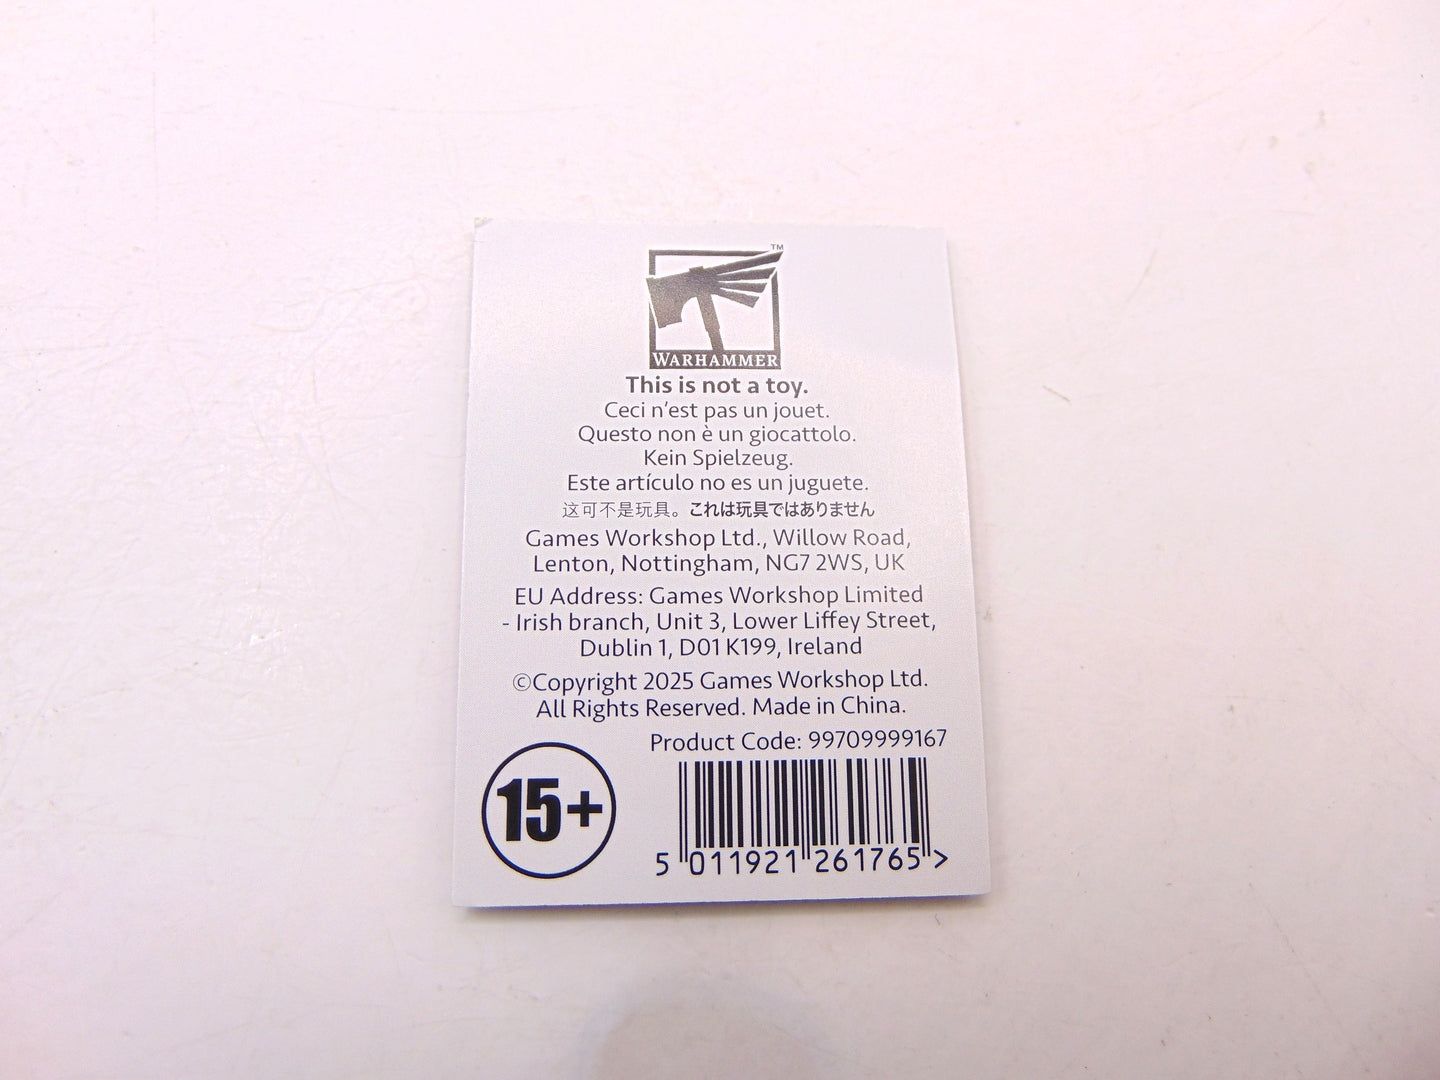 TM
WARHAMMER
This is not a toy.
Ceci n'est pas un jouet.
Questo non è un giocattolo.
Kein Spielzeug.
Este artículo no es un juguete.
这可不是玩具。これは玩具ではありません
Games Workshop Ltd., Willow Road,
Lenton, Nottingham, NG7 2WS, UK
EU Address: Games Workshop Limited
- Irish branch, Unit 3, Lower Liffey Street,
Dublin 1, D01 K199, Ireland
©Copyright 2025 Games Workshop Ltd.
All Rights Reserved. Made in China.
Product Code: 99709999167
15+
5 011921 261765 >